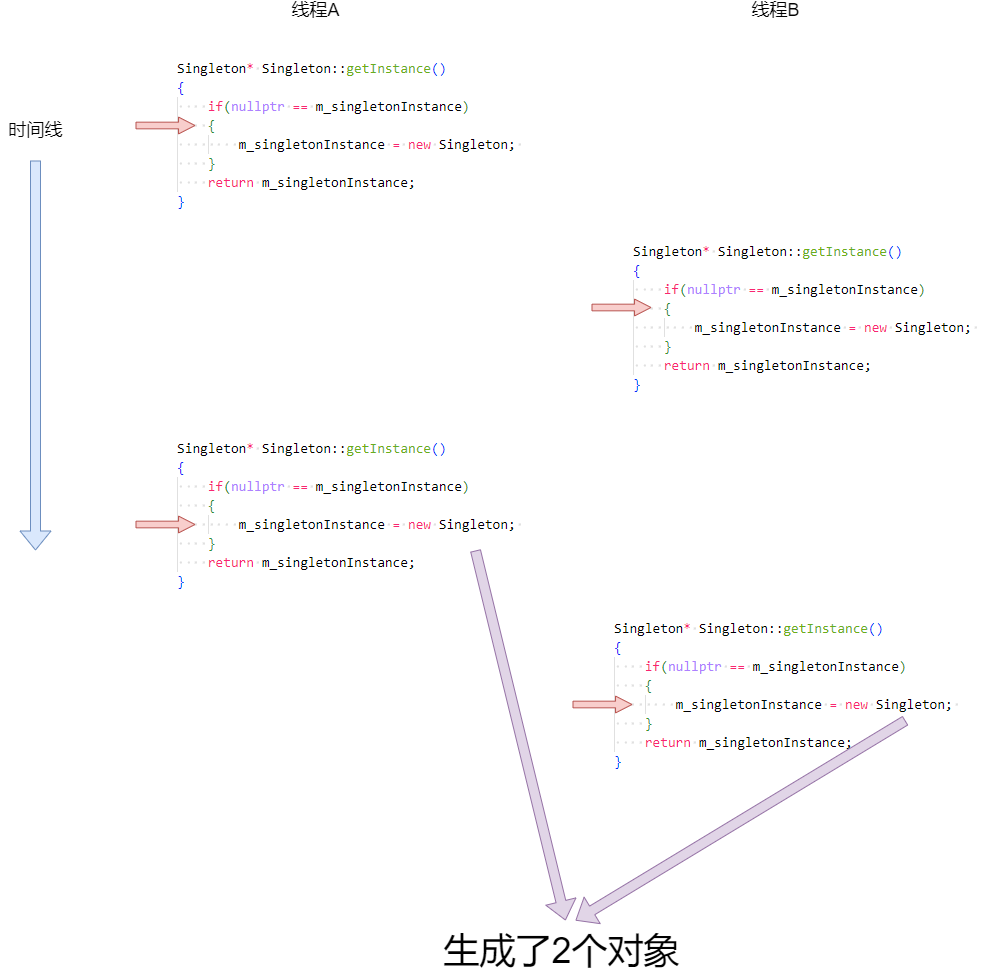 线程A
线程B
Singleton* Singleton::getInstance()
{
    if(nullptr == m_singletonInstance)
    {
        m_singletonInstance = new Singleton;
    }
    return m_singletonInstance;
}
时间线
Singleton* Singleton::getInstance()
{
    if(nullptr == m_singletonInstance)
    {
        m_singletonInstance = new Singleton;
    }
    return m_singletonInstance;
}
Singleton* Singleton::getInstance()
{
    if(nullptr == m_singletonInstance)
    {
        m_singletonInstance = new Singleton;
    }
    return m_singletonInstance;
}
Singleton* Singleton::getInstance()
{
    if(nullptr == m_singletonInstance)
    {
        m_singletonInstance = new Singleton;
    }
    return m_singletonInstance;
}
生成了2个对象